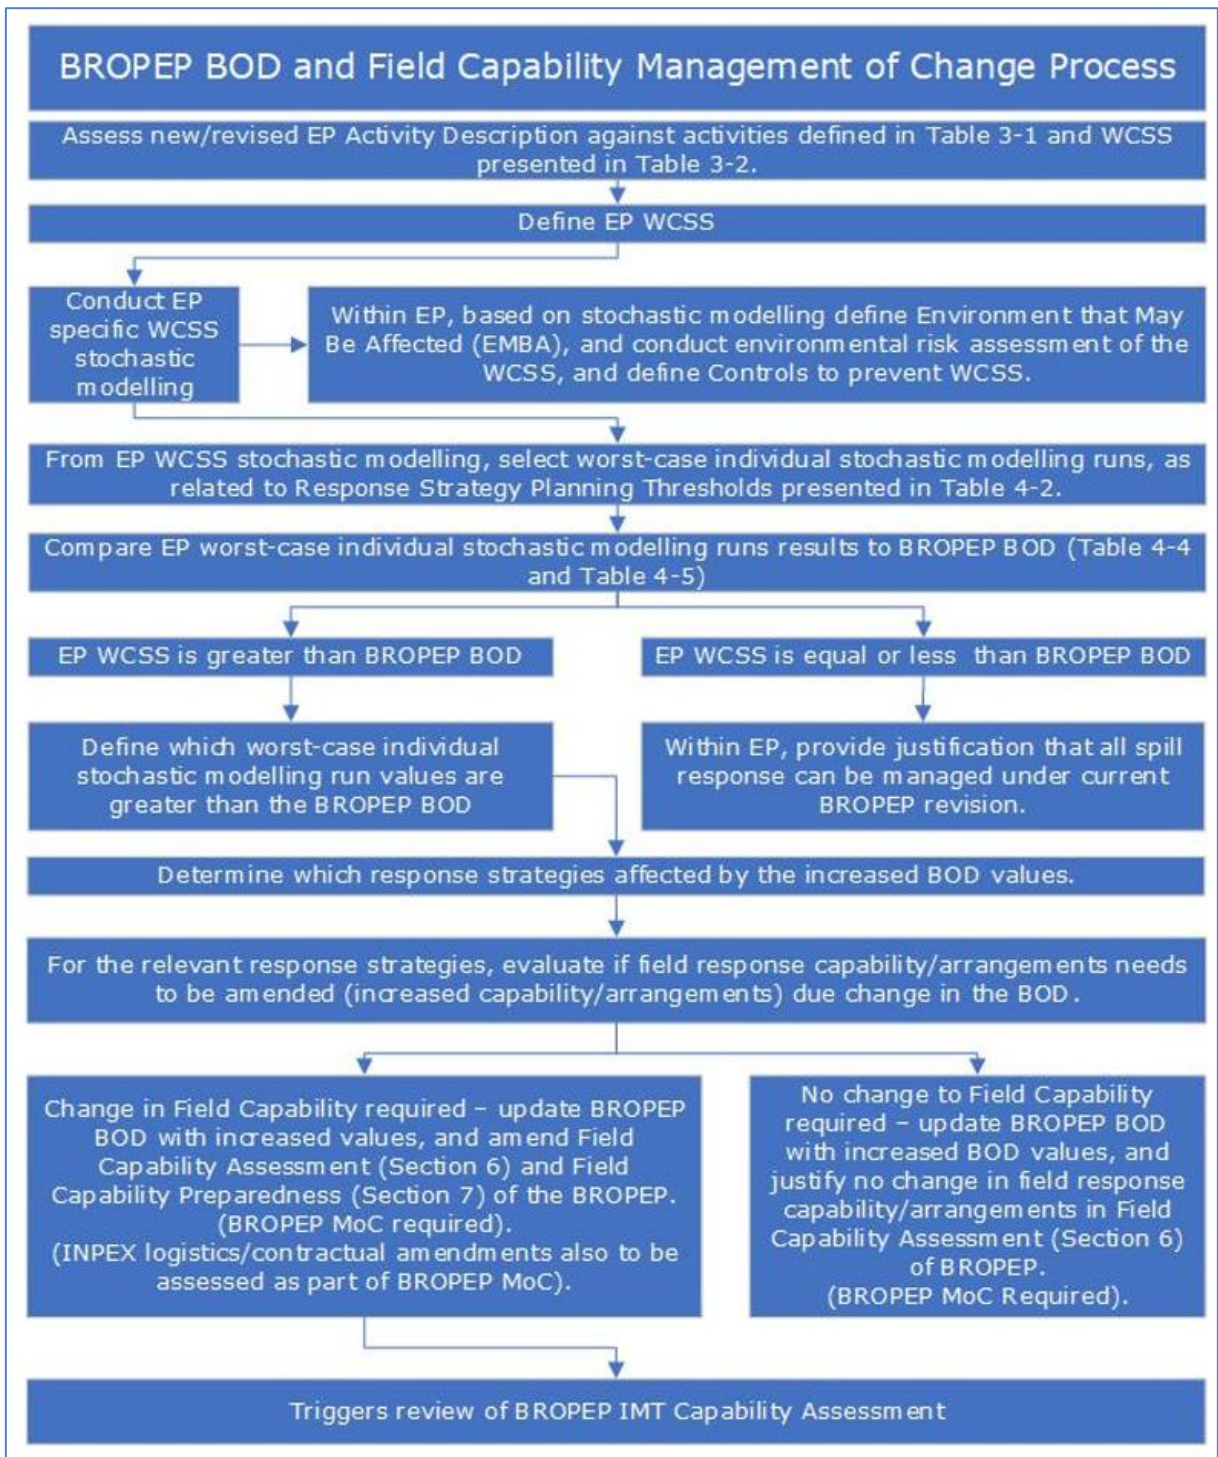 BROPEP BOD and Field Capability Management of Change Process
Assess new/revised EP Activity Description against activities defined in Table 3-1 and WCSS
presented in Table 3-2.
Define EP WCSS
Conduct EP
specific WCSS
stochastic
modelling
Within EP, based on stochastic modelling define Environment that May
Be Affected (EMBA), and conduct environmental risk assessment of the
WCSS, and define Controls to prevent WCSS.
From EP WCSS stochastic modelling, select worst-case individual stochastic modelling runs, as
related to Response Strategy Planning Thresholds presented in Table 4-2.
Compare EP worst-case individual stochastic modelling runs results to BROPEP BOD (Table 4-4
and Table 4-5)
EP WCSS is greater than BROPEP BOD
EP WCSS is equal or less than BROPEP BOD
Define which worst-case individual
stochastic modelling run values are
greater than the BROPEP BOD
Within EP, provide justification that all spill
response can be managed under current
BROPEP revision.
Determine which response strategies affected by the increased BOD values.
For the relevant response strategies, evaluate if field response capability/arrangements needs
to be amended (increased capability/arrangements) due change in the BOD.
Change in Field Capability required – update BROPEP
BOD with increased values, and amend Field
Capability Assessment (Section 6) and Field
Capability Preparedness (Section 7) of the BROPEP.
(BROPEP MoC required).
(INPEX logistics/contractual amendments also to be
assessed as part of BROPEP MoC).
No change to Field Capability
required – update BROPEP BOD
with increased BOD values, and
justify no change in field response
capability/arrangements in Field
Capability Assessment (Section 6)
of BROPEP.
(BROPEP MoC Required).
Triggers review of BROPEP IMT Capability Assessment